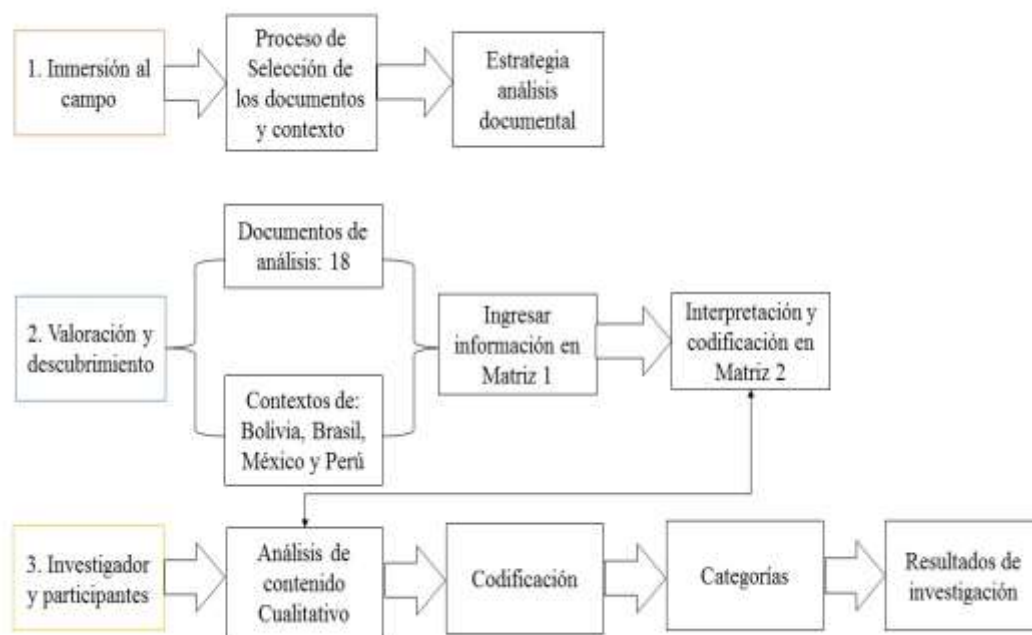 1. Inmersión al
campo
Proceso de
Selección de
los documentos
y contexto
Estrategia
análisis
documental
2. Valoración y
descubrimiento
Documentos de
análisis: 18
Contextos de:
Bolivia, Brasil,
México y Perú
Ingresar
información en
Matriz 1
Interpretación y
codificación en
Matriz 2
3. Investigador
y participantes
Análisis de
contenido
Cualitativo
Codificación
Categorías
Resultados de
investigación